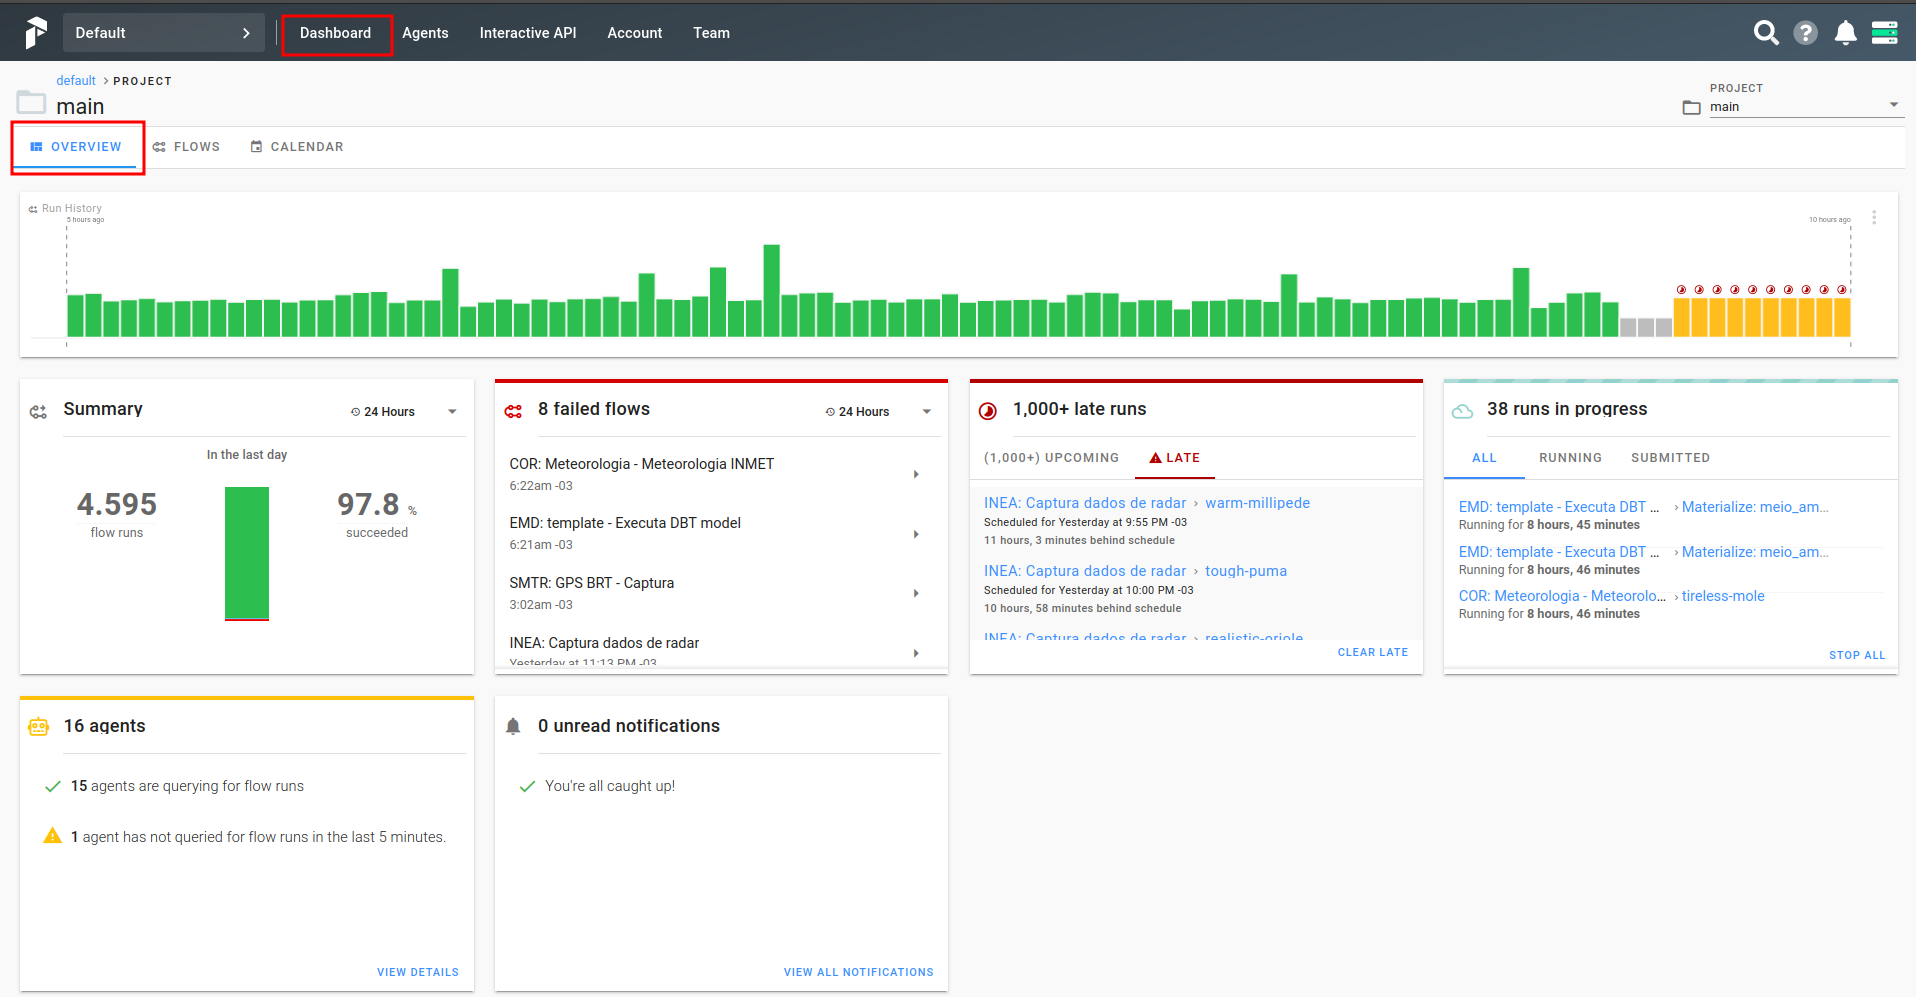 Default
Dashboard
Agents
Interactive API
Account
Team
?
default > PROJECT
main
PROJECT
main
OVERVIEW
FLOWS
CALENDAR
Run History
5 hours ago
10 hours ago
Summary
24 Hours
In the last day
4.595
flow runs
97.8 %
succeeded
8 failed flows
24 Hours
COR: Meteorologia - Meteorologia INMET
6:22am -03
EMD: template - Executa DBT model
6:21am -03
SMTR: GPS BRT - Captura
3:02am -03
INEA: Captura dados de radar
Yesterday at 11:13 PM -03
1,000+ late runs
(1,000+) UPCOMING
LATE
INEA: Captura dados de radar > warm-millipede
Scheduled for Yesterday at 9:55 PM -03
11 hours, 3 minutes behind schedule
INEA: Captura dados de radar > tough-puma
Scheduled for Yesterday at 10:00 PM -03
10 hours, 58 minutes behind schedule
INEA: Captura dados de radar > realistic-oriole
CLEAR LATE
38 runs in progress
ALL
RUNNING
SUBMITTED
EMD: template - Executa DBT ... > Materialize: meio_am...
Running for 8 hours, 45 minutes
EMD: template - Executa DBT ... > Materialize: meio_am...
Running for 8 hours, 46 minutes
COR: Meteorologia - Meteorolo... > tireless-mole
Running for 8 hours, 46 minutes
STOP ALL
16 agents
15 agents are querying for flow runs
1 agent has not queried for flow runs in the last 5 minutes.
VIEW DETAILS
0 unread notifications
You're all caught up!
VIEW ALL NOTIFICATIONS